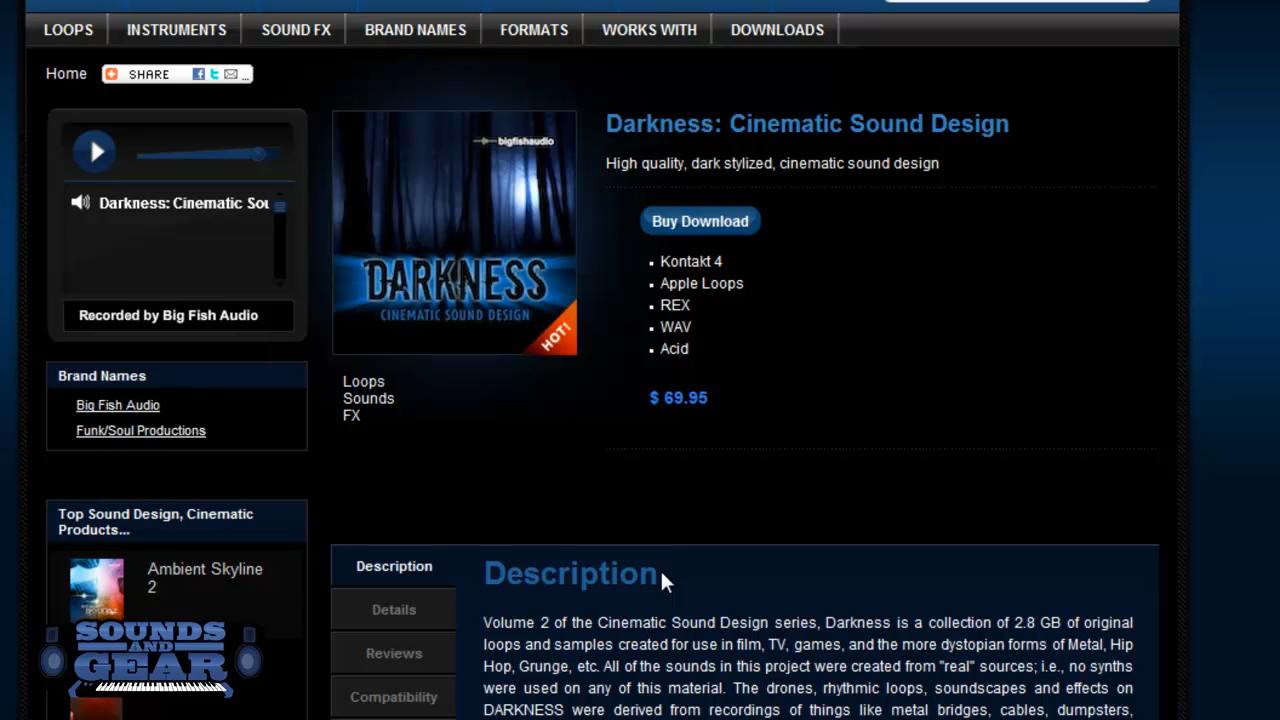 LOOPS INSTRUMENTS SOUND FX BRAND NAMES FORMATS WORKS WITH DOWNLOADS
Home SHARE ...
Darkness: Cinematic Sou
Recorded by Big Fish Audio
Brand Names
Big Fish Audio
Funk/Soul Productions
Top Sound Design, Cinematic
Products...
Ambient Skyline
2
SOUNDS
AND
GEAR
bigfishaudio
DARKNESS
CINEMATIC SOUND DESIGN
HOT!
Loops
Sounds
FX
Darkness: Cinematic Sound Design
High quality, dark stylized, cinematic sound design
Buy Download
Kontakt 4
Apple Loops
REX
WAV
Acid
$ 69.95
Description
Details
Reviews
Compatibility
Description
Volume 2 of the Cinematic Sound Design series, Darkness is a collection of 2.8 GB of original
loops and samples created for use in film, TV, games, and the more dystopian forms of Metal, Hip
Hop, Grunge, etc. All of the sounds in this project were created from "real" sources; i.e., no synths
were used on any of this material. The drones, rhythmic loops, soundscapes and effects on
DARKNESS were derived from recordings of things like metal bridges, cables, dumpsters,